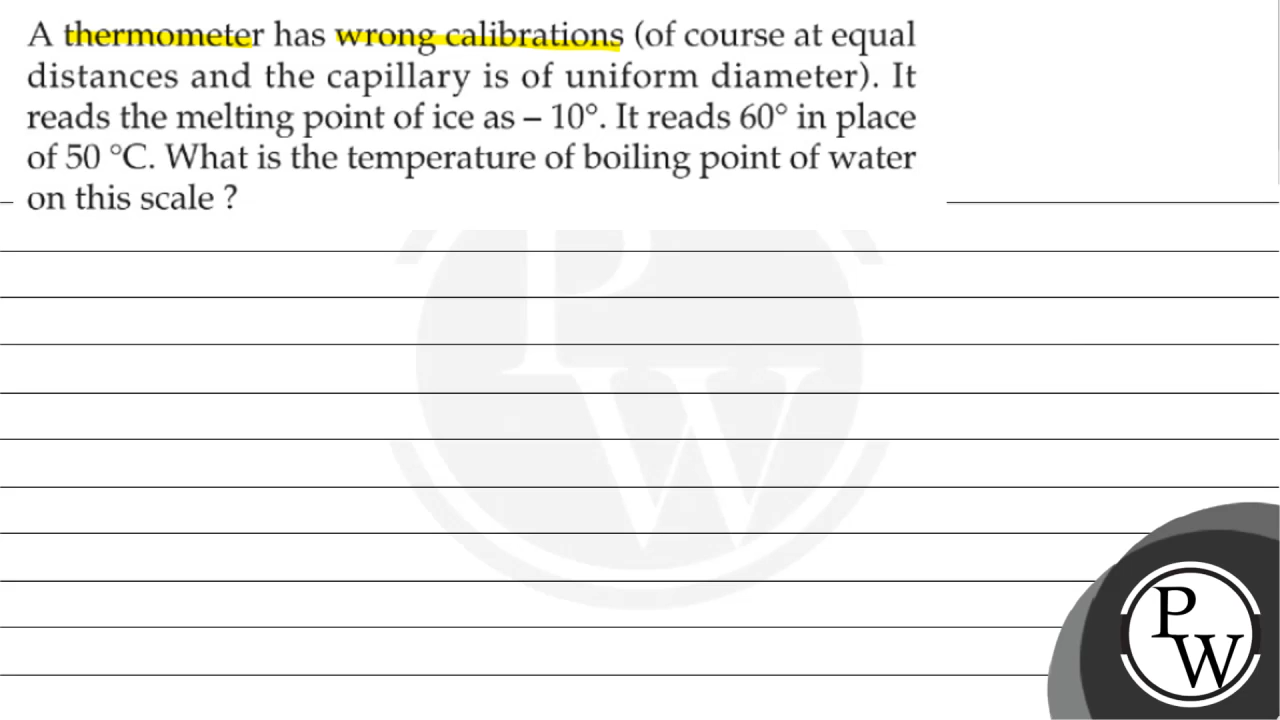 A thermometer has wrong calibrations (of course at equal
distances and the capillary is of uniform diameter). It
reads the melting point of ice as – 10°. It reads 60° in place
of 50 °C. What is the temperature of boiling point of water
on this scale ?
P
W
P
W